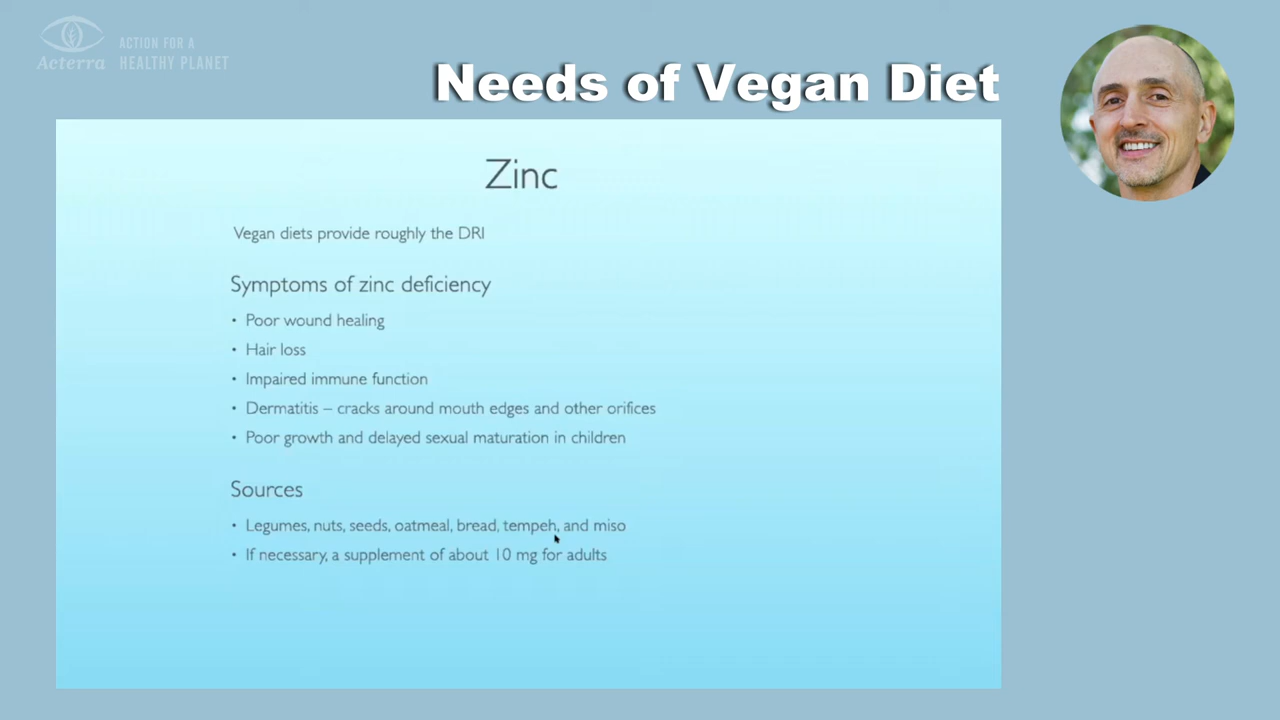 Aeterra
ACTION FOR A
HEALTHY PLANET
Needs of Vegan Diet
Zinc
Vegan diets provide roughly the DRI
Symptoms of zinc deficiency
• Poor wound healing
• Hair loss
• Impaired immune function
• Dermatitis – cracks around mouth edges and other orifices
• Poor growth and delayed sexual maturation in children
Sources
• Legumes, nuts, seeds, oatmeal, bread, tempeh, and miso
• If necessary, a supplement of about 10 mg for adults